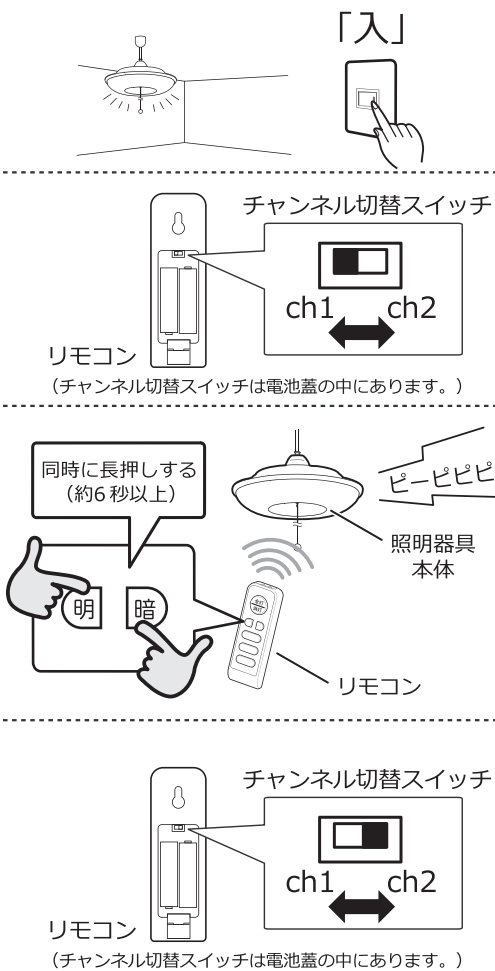 「入」
チャンネル切替スイッチ
ch1 ch2
リモコン
（チャンネル切替スイッチは電池蓋の中にあります。）
同時に長押しする
（約6秒以上）
ピーピピピ
明 暗
照明器具
本体
リモコン
チャンネル切替スイッチ
ch1 ch2
リモコン
（チャンネル切替スイッチは電池蓋の中にあります。）